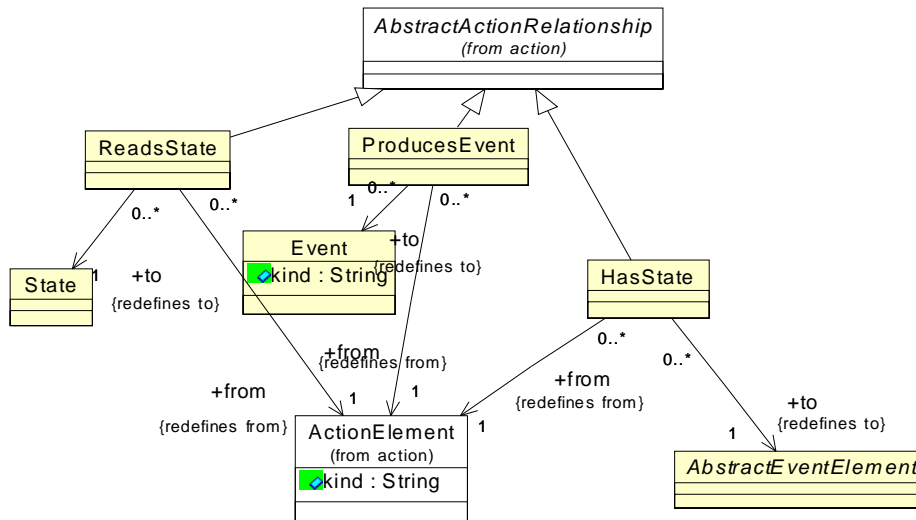 AbstractActionRelationship
(from action)
ReadsState
ProducesEvent
0..*
0..*
1
0..*
0..*
Event
kind : String
+to
{redefines to}
State
1
+to
{redefines to}
HasState
0..*
0..*
+from
{redefines from}
+from
{redefines from}
+from
{redefines from}
+to
{redefines to}
1
1
1
1
ActionElement
(from action)
kind : String
AbstractEventElement